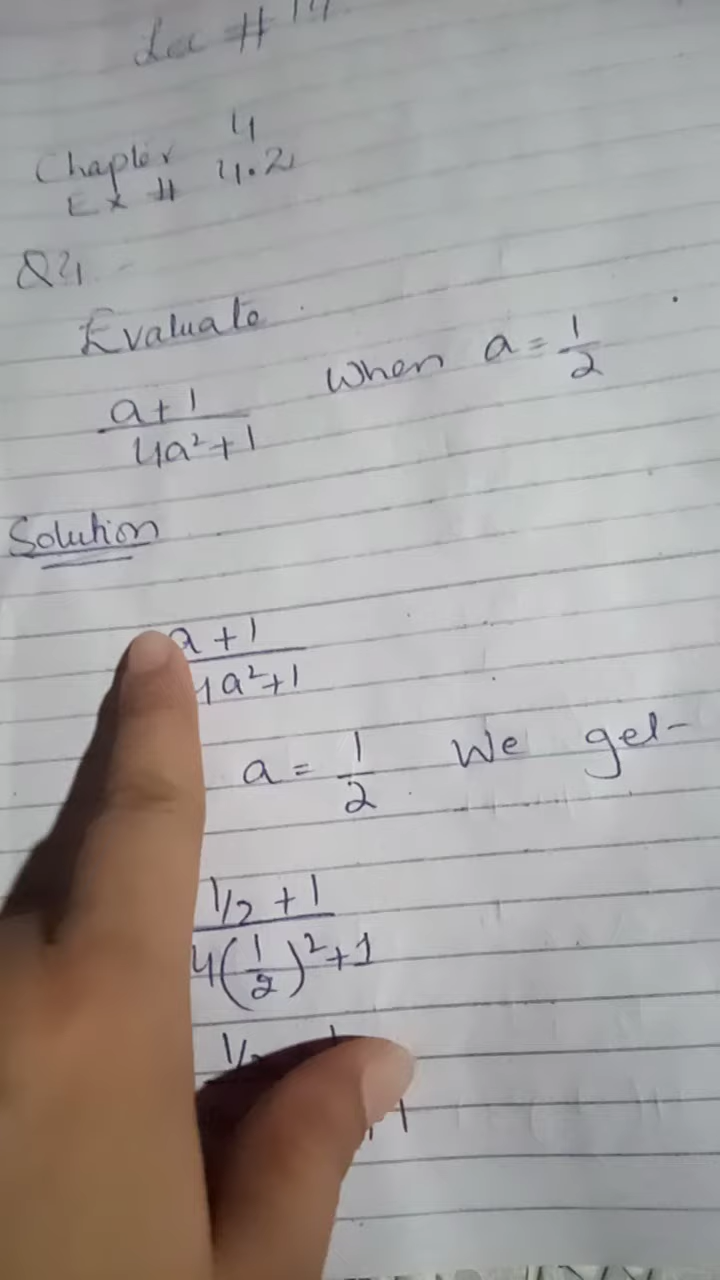 Lec #
Chapter 4
Ex # 4.2
Evaluate
a+1 / 4a²+1 When a = 1/2
Solution
a+1 / 4a²+1
a = 1/2 We get
1/2 + 1 / 4(1/2)²+1